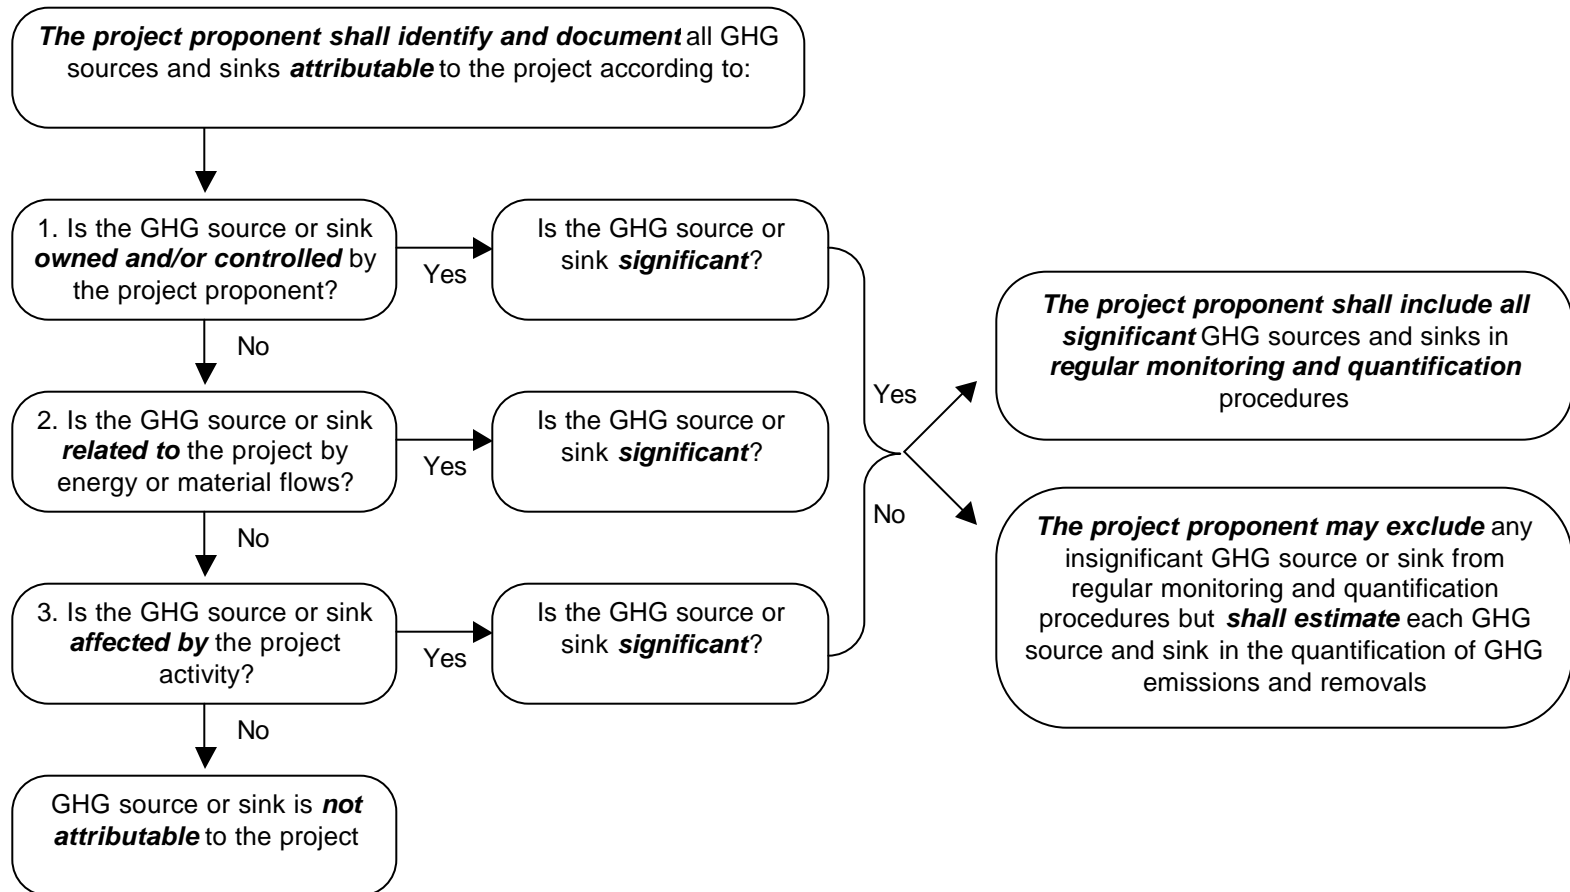 The project proponent shall identify and document all GHG
sources and sinks attributable to the project according to:
1. Is the GHG source or sink
owned and/or controlled by
the project proponent?
Yes
Is the GHG source or
sink significant?
No
2. Is the GHG source or sink
related to the project by
energy or material flows?
Yes
Is the GHG source or
sink significant?
No
3. Is the GHG source or sink
affected by the project
activity?
Yes
Is the GHG source or
sink significant?
No
GHG source or sink is not
attributable to the project
Yes
The project proponent shall include all
significant GHG sources and sinks in
regular monitoring and quantification
procedures
No
The project proponent may exclude any
insignificant GHG source or sink from
regular monitoring and quantification
procedures but shall estimate each GHG
source and sink in the quantification of GHG
emissions and removals